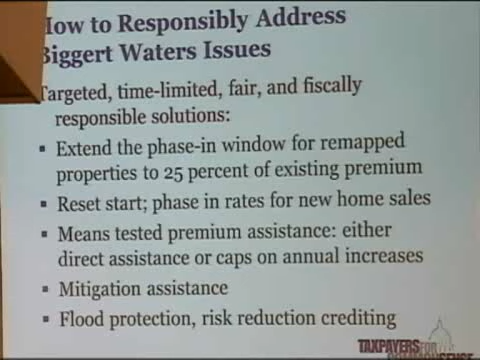 How to Responsibly Address
Biggert Waters Issues
Targeted, time-limited, fair, and fiscally
responsible solutions:
▪ Extend the phase-in window for remapped
properties to 25 percent of existing premium
▪ Reset start; phase in rates for new home sales
▪ Means tested premium assistance: either
direct assistance or caps on annual increases
▪ Mitigation assistance
▪ Flood protection, risk reduction crediting
TAXPAYERS FOR
COMMON SENSE